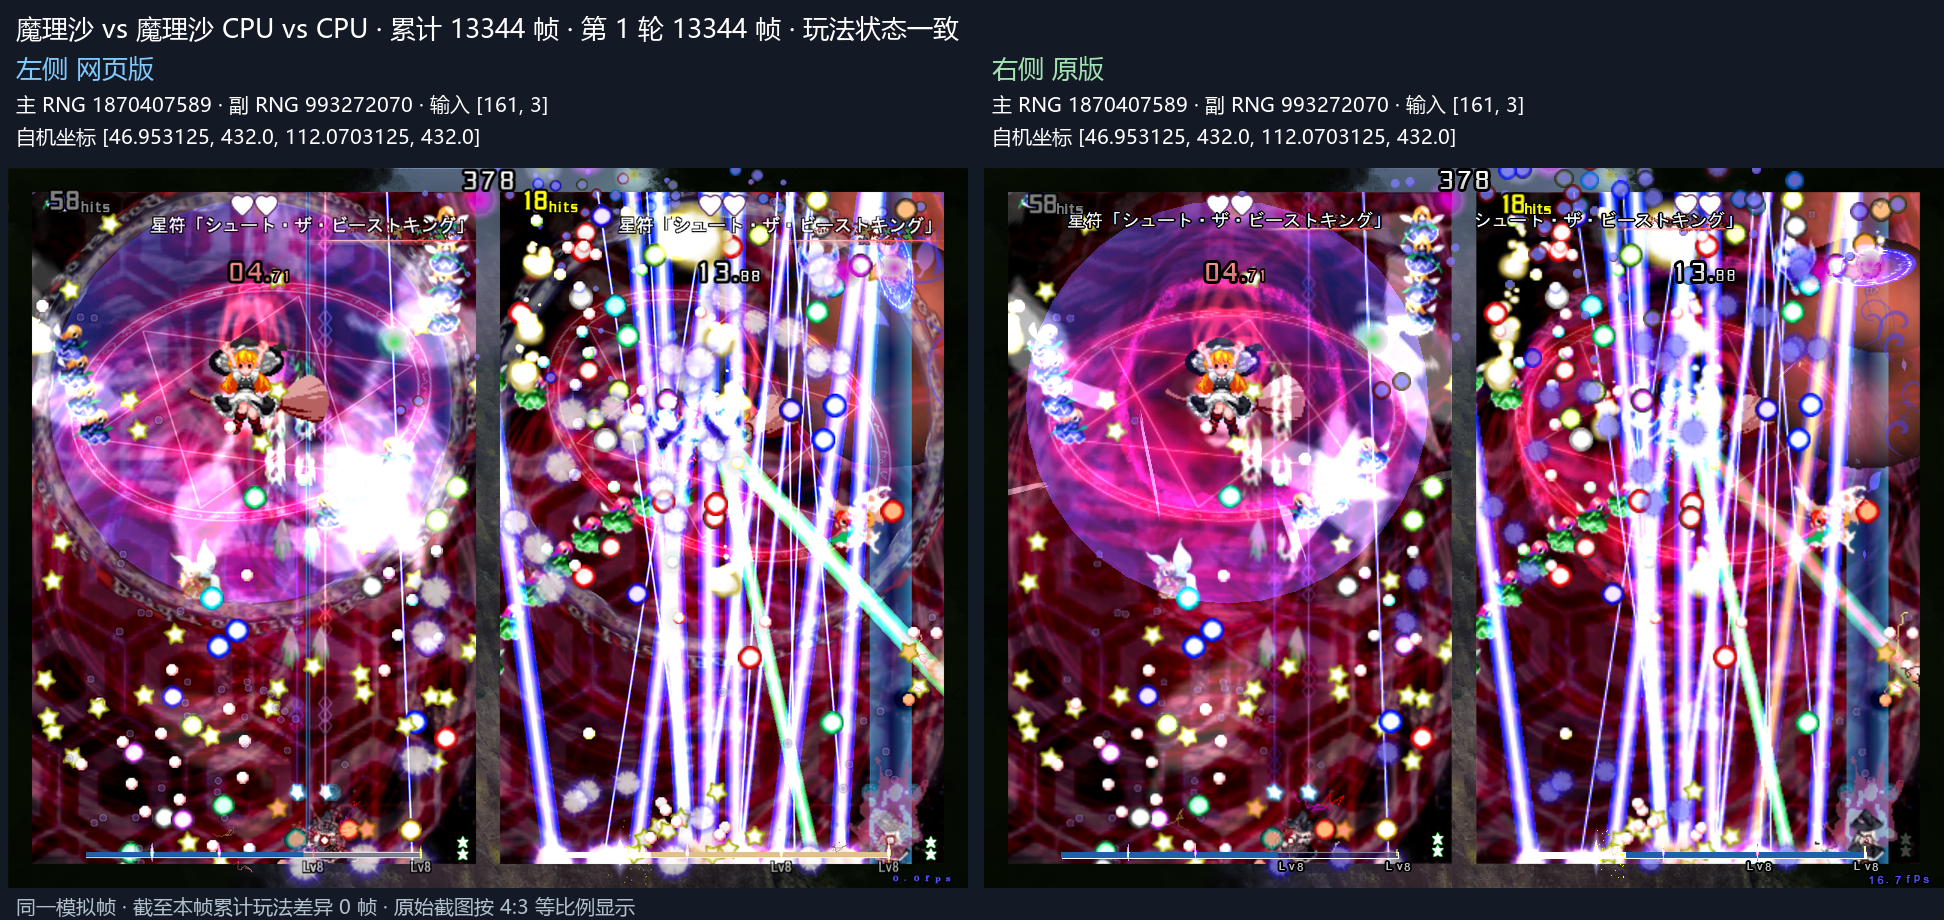 魔理沙 vs 魔理沙 CPU vs CPU · 累计 13344 帧 · 第 1 轮 13344 帧 · 玩法状态一致
左侧 网页版
主 RNG 1870407589 · 副 RNG 993272070 · 输入 [161, 3]
自机坐标 [46.953125, 432.0, 112.0703125, 432.0]
右侧 原版
主 RNG 1870407589 · 副 RNG 993272070 · 输入 [161, 3]
自机坐标 [46.953125, 432.0, 112.0703125, 432.0]
378
58hits
18hits
星符「シュート・ザ・ビーストキング」
星符「シュート・ザ・ビーストキング」
04.71
13.88
Lv8
Lv8
Lv8
Lv8
0.0fps
378
58hits
18hits
星符「シュート・ザ・ビーストキング」
シュート・ザ・ビーストキング」
04.71
13.88
Lv8
Lv8
Lv8
Lv8
16.7fps
同一模拟帧 · 截至本帧累计玩法差异 0 帧 · 原始截图按 4:3 等比例显示